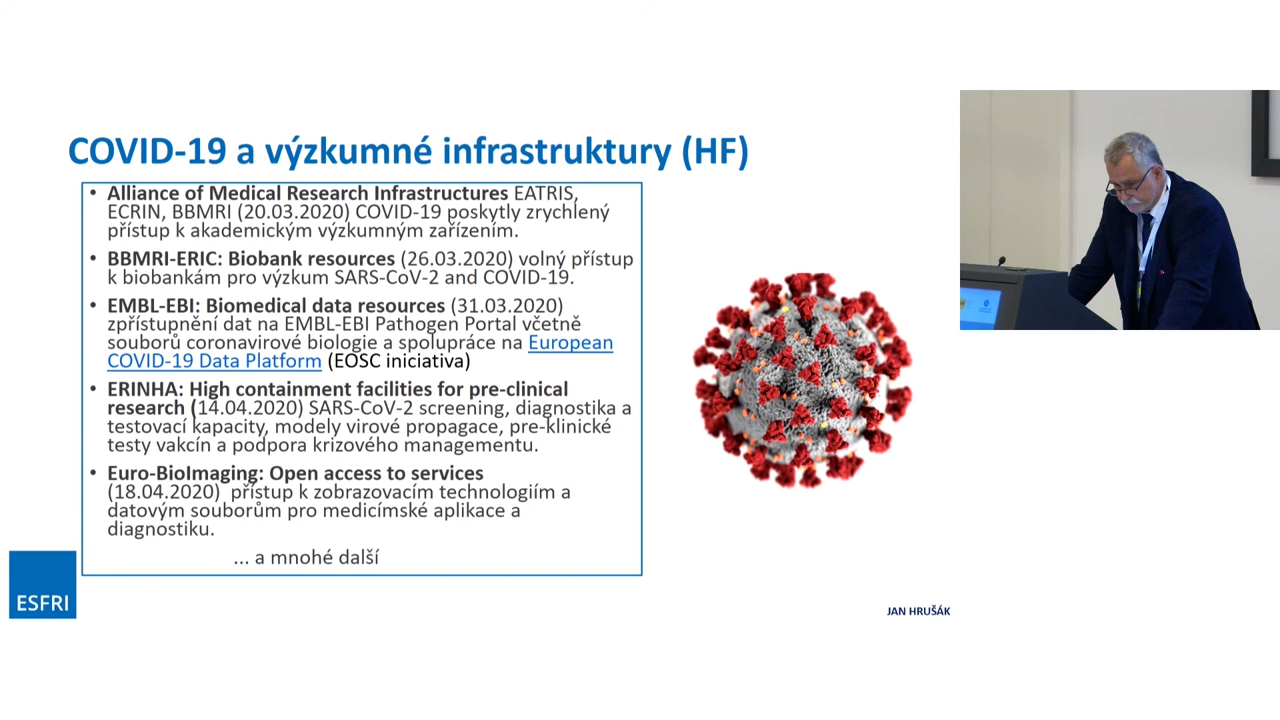 COVID-19 a výzkumné infrastruktury (HF)
• Alliance of Medical Research Infrastructures EATRIS,
ECRIN, BBMRI (20.03.2020) COVID-19 poskytly zrychlený
přístup k akademickým výzkumným zařízením.
• BBMRI-ERIC: Biobank resources (26.03.2020) volný přístup
k biobankám pro výzkum SARS-CoV-2 and COVID-19.
• EMBL-EBI: Biomedical data resources (31.03.2020)
zpřístupnění dat na EMBL-EBI Pathogen Portal včetně
souborů coronavirové biologie a spolupráce na European
COVID-19 Data Platform (EOSC iniciativa)
• ERINHA: High containment facilities for pre-clinical
research (14.04.2020) SARS-CoV-2 screening, diagnostika a
testovací kapacity, modely virové propagace, pre-klinické
testy vakcín a podpora krizového managementu.
• Euro-BioImaging: Open access to services
(18.04.2020) přístup k zobrazovacím technologiím a
datovým souborům pro medicímské aplikace a
diagnostiku.
... a mnohé další
ESFRI
JAN HRUŠÁK